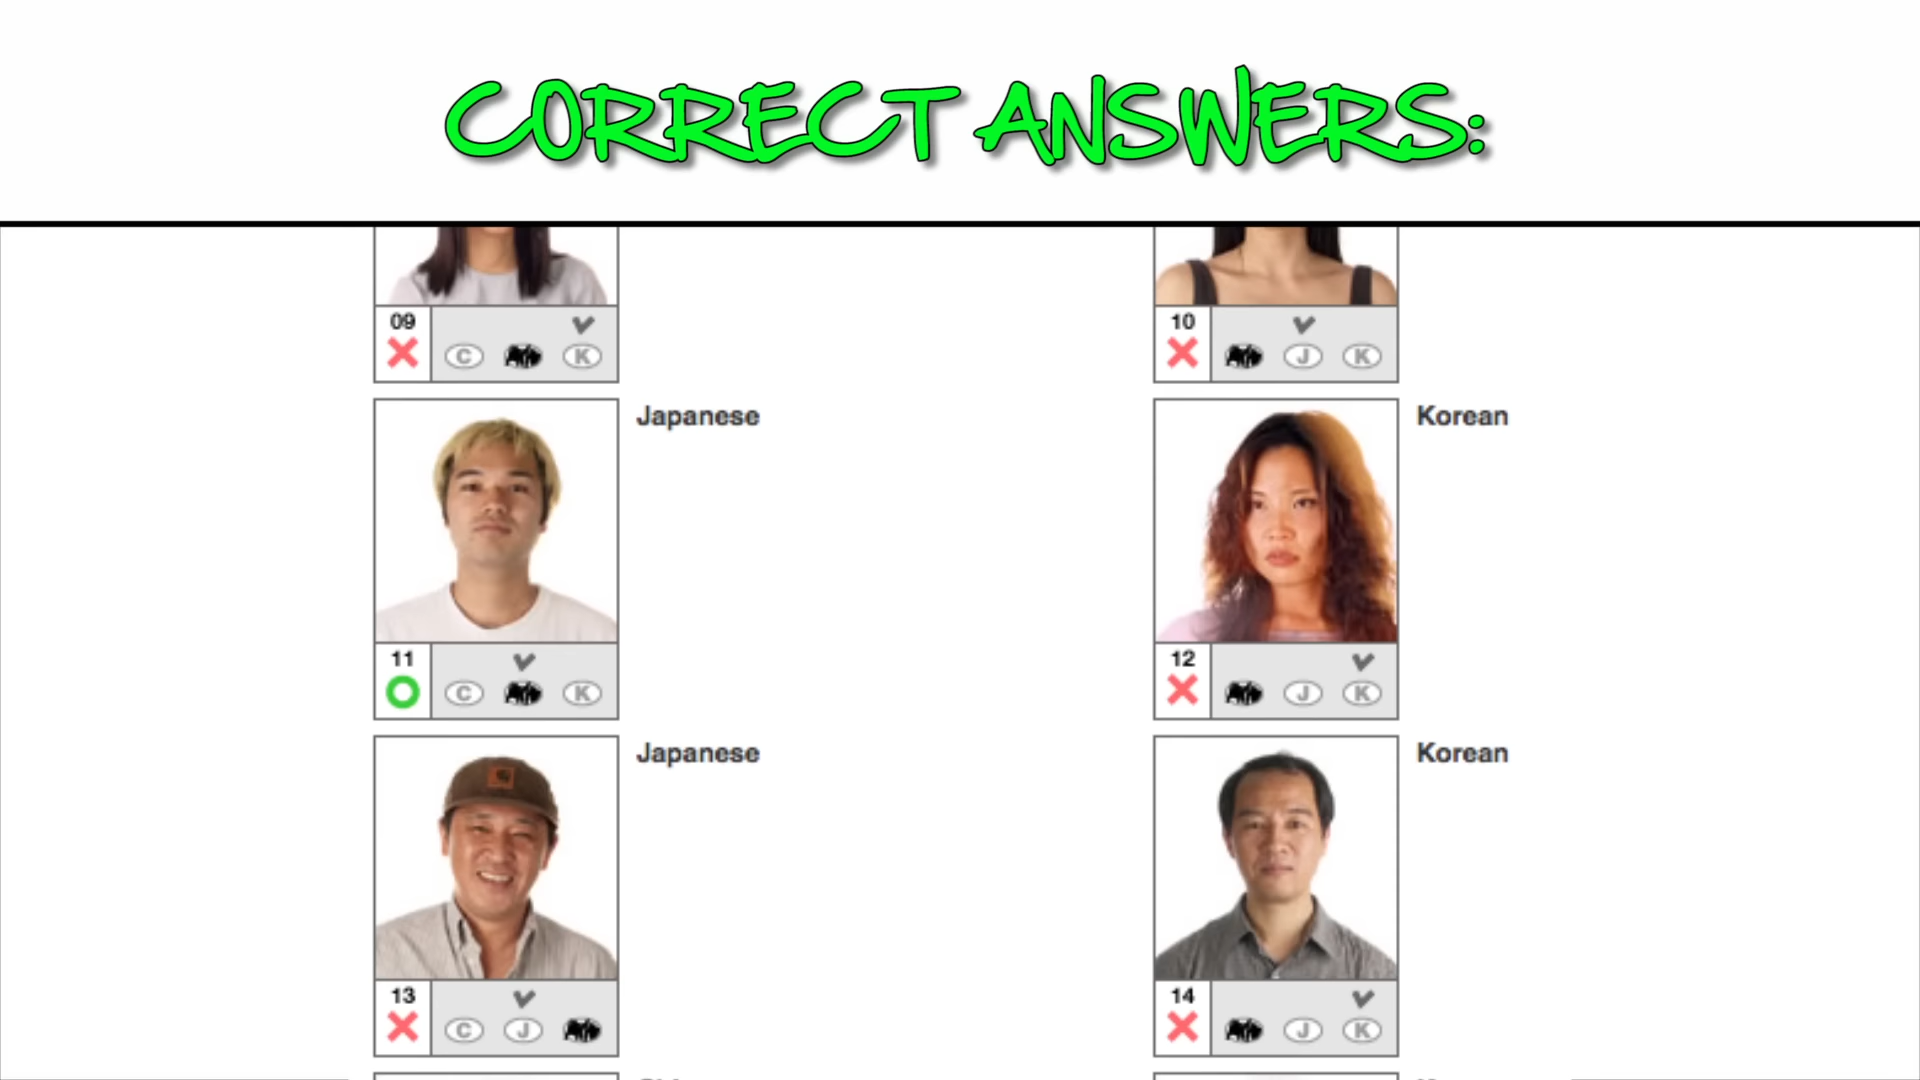 CORRECT ANSWERS:
09
C K
10
J K
Japanese
11
C K
Korean
12
J K
Japanese
13
C J
Korean
14
J K